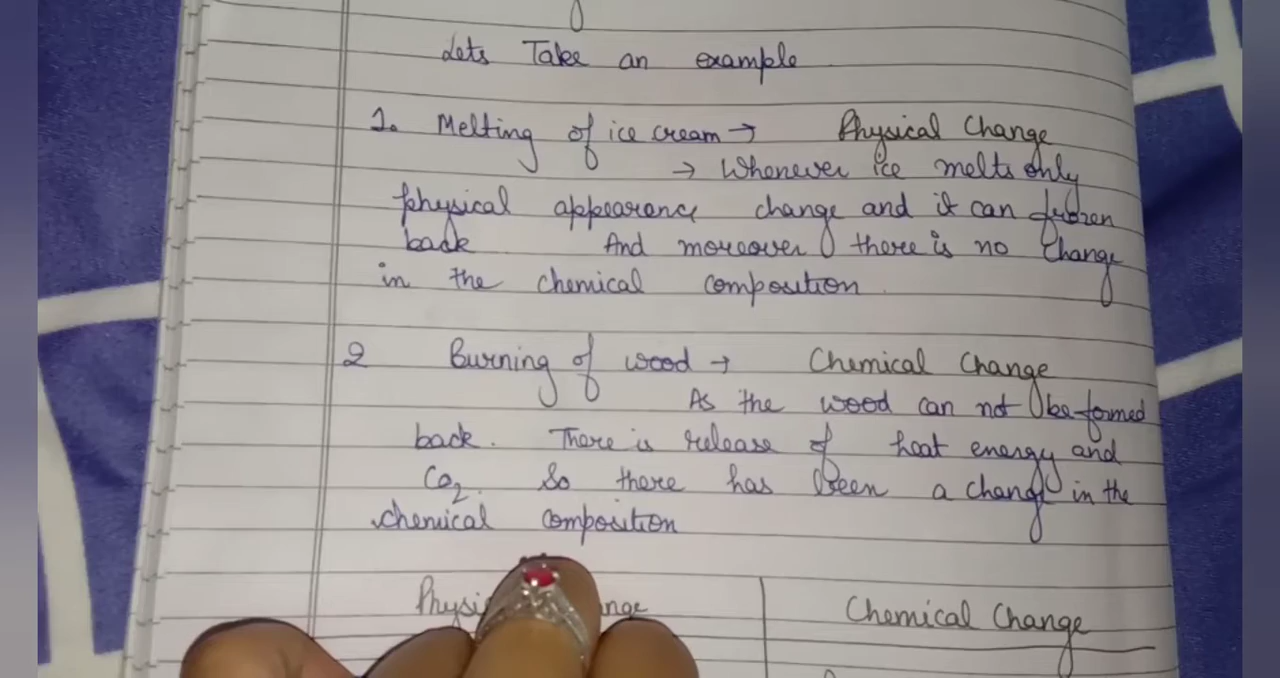 Lets Take an example
1. Melting of ice cream → Physical Change
→ Whenever ice melts only
physical appearance change and it can frozen
back And moreover there is no change
in the chemical composition
2 Burning of wood → Chemical Change
As the wood can not be formed
back. There is release of heat energy and
CO2. So there has been a change in the
chemical composition
Chemical Change